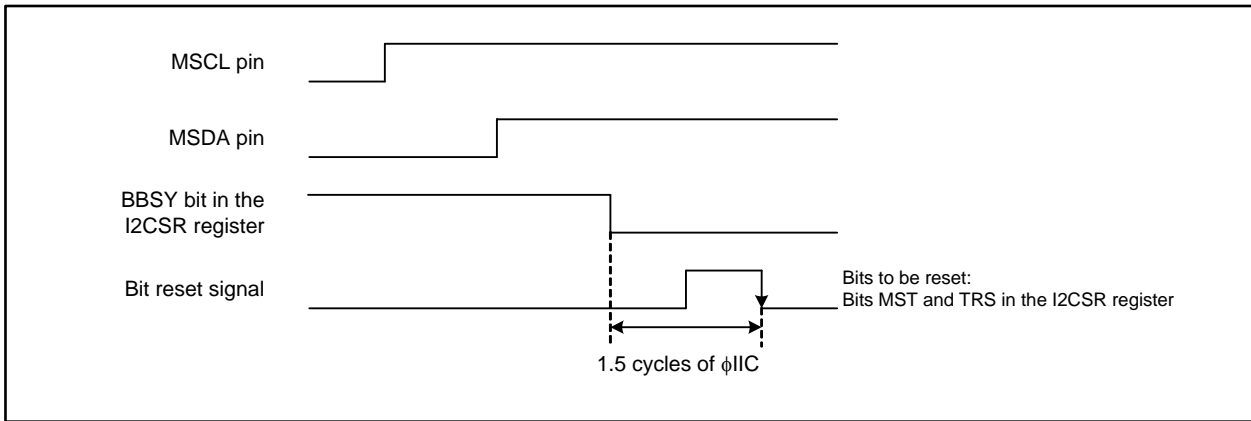 MSCL pin
MSDA pin
BBSY bit in the
I2CSR register
Bit reset signal
Bits to be reset:
Bits MST and TRS in the I2CSR register
1.5 cycles of ϕIIC